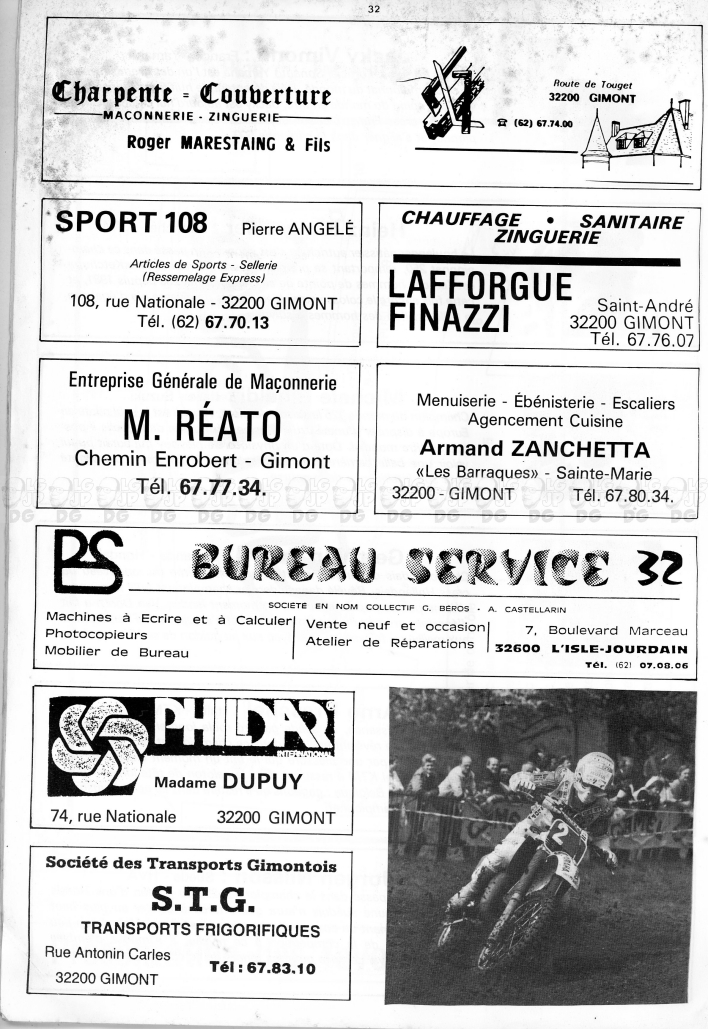 32
Charpente = Couverture
MAÇONNERIE - ZINGUERIE
Roger MARESTAING & Fils
Route de Touget
32200 GIMONT
☎ (62) 67.74.00
SPORT 108 Pierre ANGELÉ
Articles de Sports - Sellerie
(Ressemelage Express)
108, rue Nationale - 32200 GIMONT
Tél. (62) 67.70.13
CHAUFFAGE • SANITAIRE
ZINGUERIE
LAFFORGUE
FINAZZI
Saint-André
32200 GIMONT
Tél. 67.76.07
Entreprise Générale de Maçonnerie
M. RÉATO
Chemin Enrobert - Gimont
Tél. 67.77.34.
Menuiserie - Ébénisterie - Escaliers
Agencement Cuisine
Armand ZANCHETTA
«Les Barraques» - Sainte-Marie
32200 - GIMONT Tél. 67.80.34.
BS BUREAU SERVICE 32
SOCIÉTÉ EN NOM COLLECTIF G. BEROS - A. CASTELLARIN
Machines à Ecrire et à Calculer
Photocopieurs
Mobilier de Bureau
Vente neuf et occasion
Atelier de Réparations
7, Boulevard Marceau
32600 L'ISLE-JOURDAIN
Tél. (62) 07.08.06
PHILDAR®
INTERNATIONAL
Madame DUPUY
74, rue Nationale 32200 GIMONT
Société des Transports Gimontois
S.T.G.
TRANSPORTS FRIGORIFIQUES
Rue Antonin Carles
32200 GIMONT
Tél : 67.83.10
2